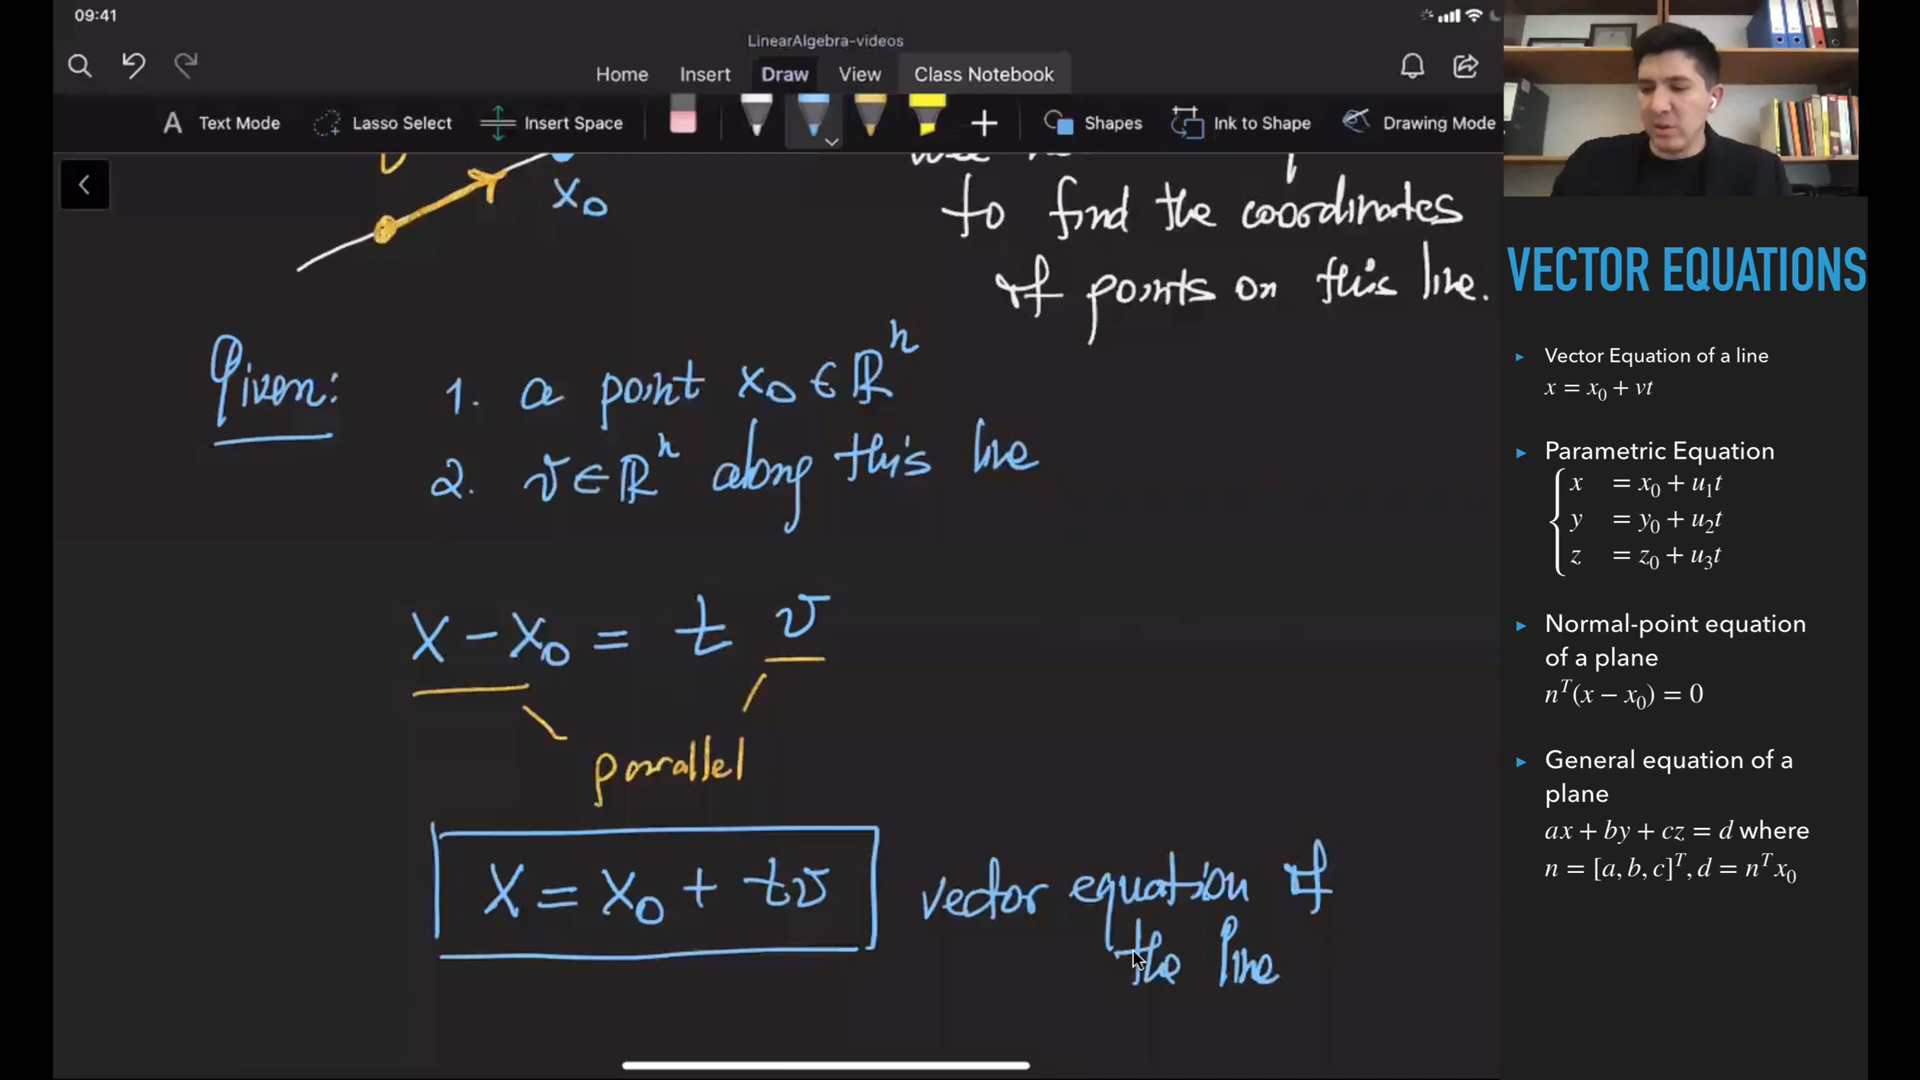 09:41
LinearAlgebra-videos
Home Insert Draw View Class Notebook
Text Mode Lasso Select Insert Space Shapes Ink to Shape Drawing Mode
v
x₀
to find the coordinates
of points on this line.
Given: 1. a point x₀ ∈ ℝⁿ
2. v ∈ ℝⁿ along this line
x − x₀ = t v
parallel
x = x₀ + tv vector equation of
the line
VECTOR EQUATIONS
▸ Vector Equation of a line
x = x₀ + vt
▸ Parametric Equation
x = x₀ + u₁t
y = y₀ + u₂t
z = z₀ + u₃t
▸ Normal-point equation
of a plane
nᵀ(x − x₀) = 0
▸ General equation of a
plane
ax + by + cz = d where
n = [a, b, c]ᵀ, d = nᵀx₀